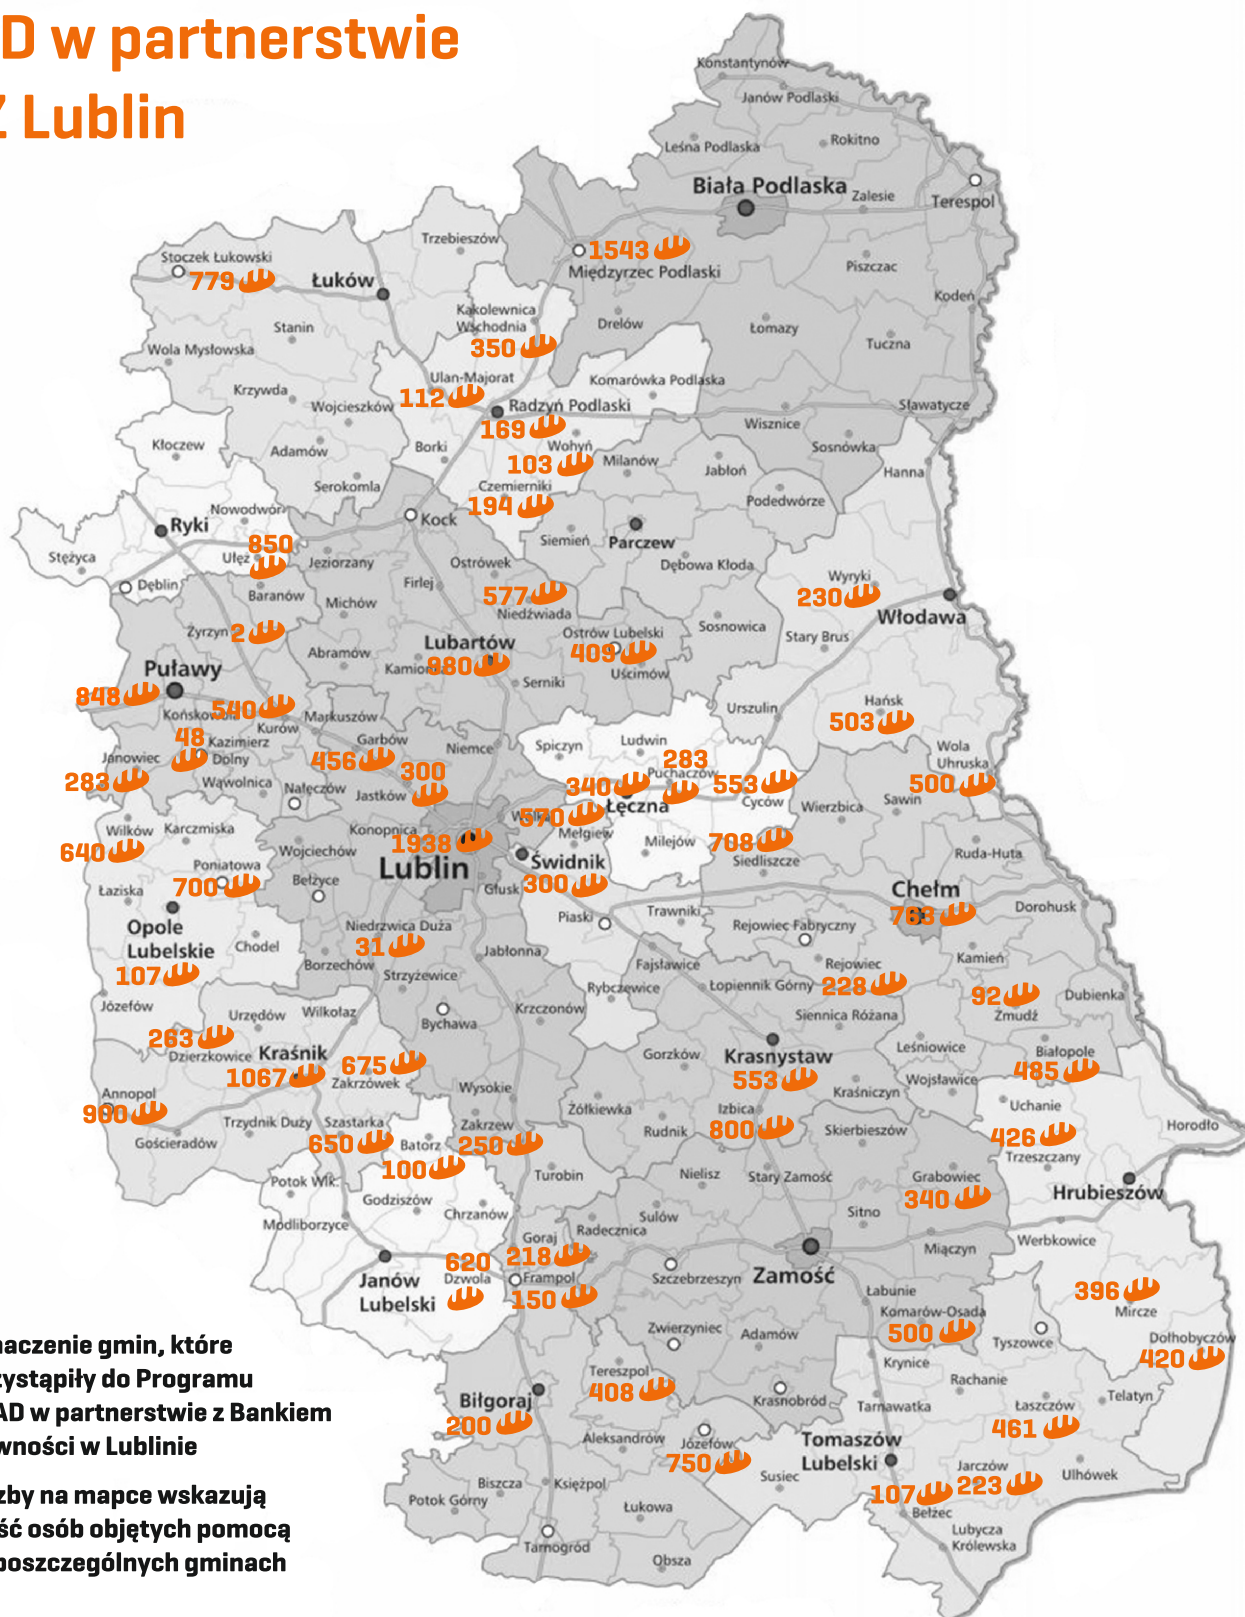 D w partnerstwie
Z Lublin
Konstantynów
Janów Podlaski
Leśna Podlaska
Rokitno
Biała Podlaska
Zalesie
Terespol
Trzebieszów
Stoczek Łukowski
779
Łuków
1543
Międzyrzec Podlaski
Piszczac
Kodeń
Kąkolewnica
Wschodnia
350
Stanin
Drelów
Łomazy
Tuczna
Wola Mysłowska
Ulan-Majorat
112
Komarówka Podlaska
Krzywda
Wojcieszków
Radzyń Podlaski
169
Sławatycze
Wisznice
Kłoczew
Adamów
Borki
Wohyń
103
Milanów
Jabłoń
Sosnówka
Hanna
Serokomla
Czemierniki
194
Podedwórze
Nowodwór
Ryki
Kock
Siemień
Parczew
Stężyca
Ułęż
850
Jeziorzany
Ostrówek
Dębowa Kłoda
Dęblin
Baranów
Michów
Firlej
577
Niedźwiada
Wyryki
230
Włodawa
Żyrzyn
2
Abramów
Lubartów
Kamionka
980
Ostrów Lubelski
409
Sosnowica
Stary Brus
Puławy
848
Serniki
Uścimów
Końskowola
540
Kurów
Markuszów
Urszulin
Hańsk
503
48
Kazimierz
Dolny
Janowiec
283
Garbów
456
Niemce
Spiczyn
Ludwin
Wola
Uhruska
500
Wąwolnica
Nałęczów
300
Jastków
340
Łęczna
Puchaczów
283
553
Cyców
Wierzbica
Sawin
Wilków
640
Karczmiska
Konopnica
1938
Lublin
570
Mełgiew
Milejów
708
Siedliszcze
Ruda-Huta
Wojciechów
Świdnik
300
Poniatowa
700
Łaziska
Bełżyce
Głusk
Chełm
763
Dorohusk
Opole
Lubelskie
107
Chodel
Niedrzwica Duża
31
Piaski
Trawniki
Rejowiec Fabryczny
Borzechów
Strzyżewice
Jabłonna
Fajsławice
Rejowiec
228
Kamień
Józefów
Rybczewice
Łopiennik Górny
92
Żmudź
Dubienka
Urzędów
Wilkołaz
Bychawa
Krzczonów
Siennica Różana
263
Dzierzkowice
Kraśnik
1067
675
Zakrzówek
Gorzków
Krasnystaw
553
Leśniowice
Białopole
485
Wojsławice
Annopol
980
Wysokie
Kraśniczyn
Uchanie
Gościeradów
Trzydnik Duży
Szastarka
650
Batorz
100
Zakrzew
250
Żółkiewka
Rudnik
Izbica
800
Skierbieszów
426
Trzeszczany
Horodło
Potok Wlk.
Turobin
Nielisz
Stary Zamość
Grabowiec
340
Hrubieszów
Godziszów
Chrzanów
Modliborzyce
Radecznica
Sułów
Sitno
Goraj
218
Miączyn
Werbkowice
Janów
Lubelski
620
Dzwola
Frampol
150
Szczebrzeszyn
Zamość
Łabunie
396
Mircze
Komarów-Osada
500
Zwierzyniec
Adamów
Tyszowce
Dołhobyczów
420
Krynice
Tereszpol
408
Rachanie
Biłgoraj
200
Krasnobród
Tarnawatka
Łaszczów
461
Telatyn
Aleksandrów
Józefów
750
Tomaszów
Lubelski
Susiec
Jarczów
223
Ulhówek
Biszcza
Księżpol
107
Bełżec
Potok Górny
Łukowa
Lubycza
Królewska
Tarnogród
Obsza
naczenie gmin, które
zystąpiły do Programu
AD w partnerstwie z Bankiem
wności w Lublinie
zby na mapce wskazują
ść osób objętych pomocą
poszczególnych gminach